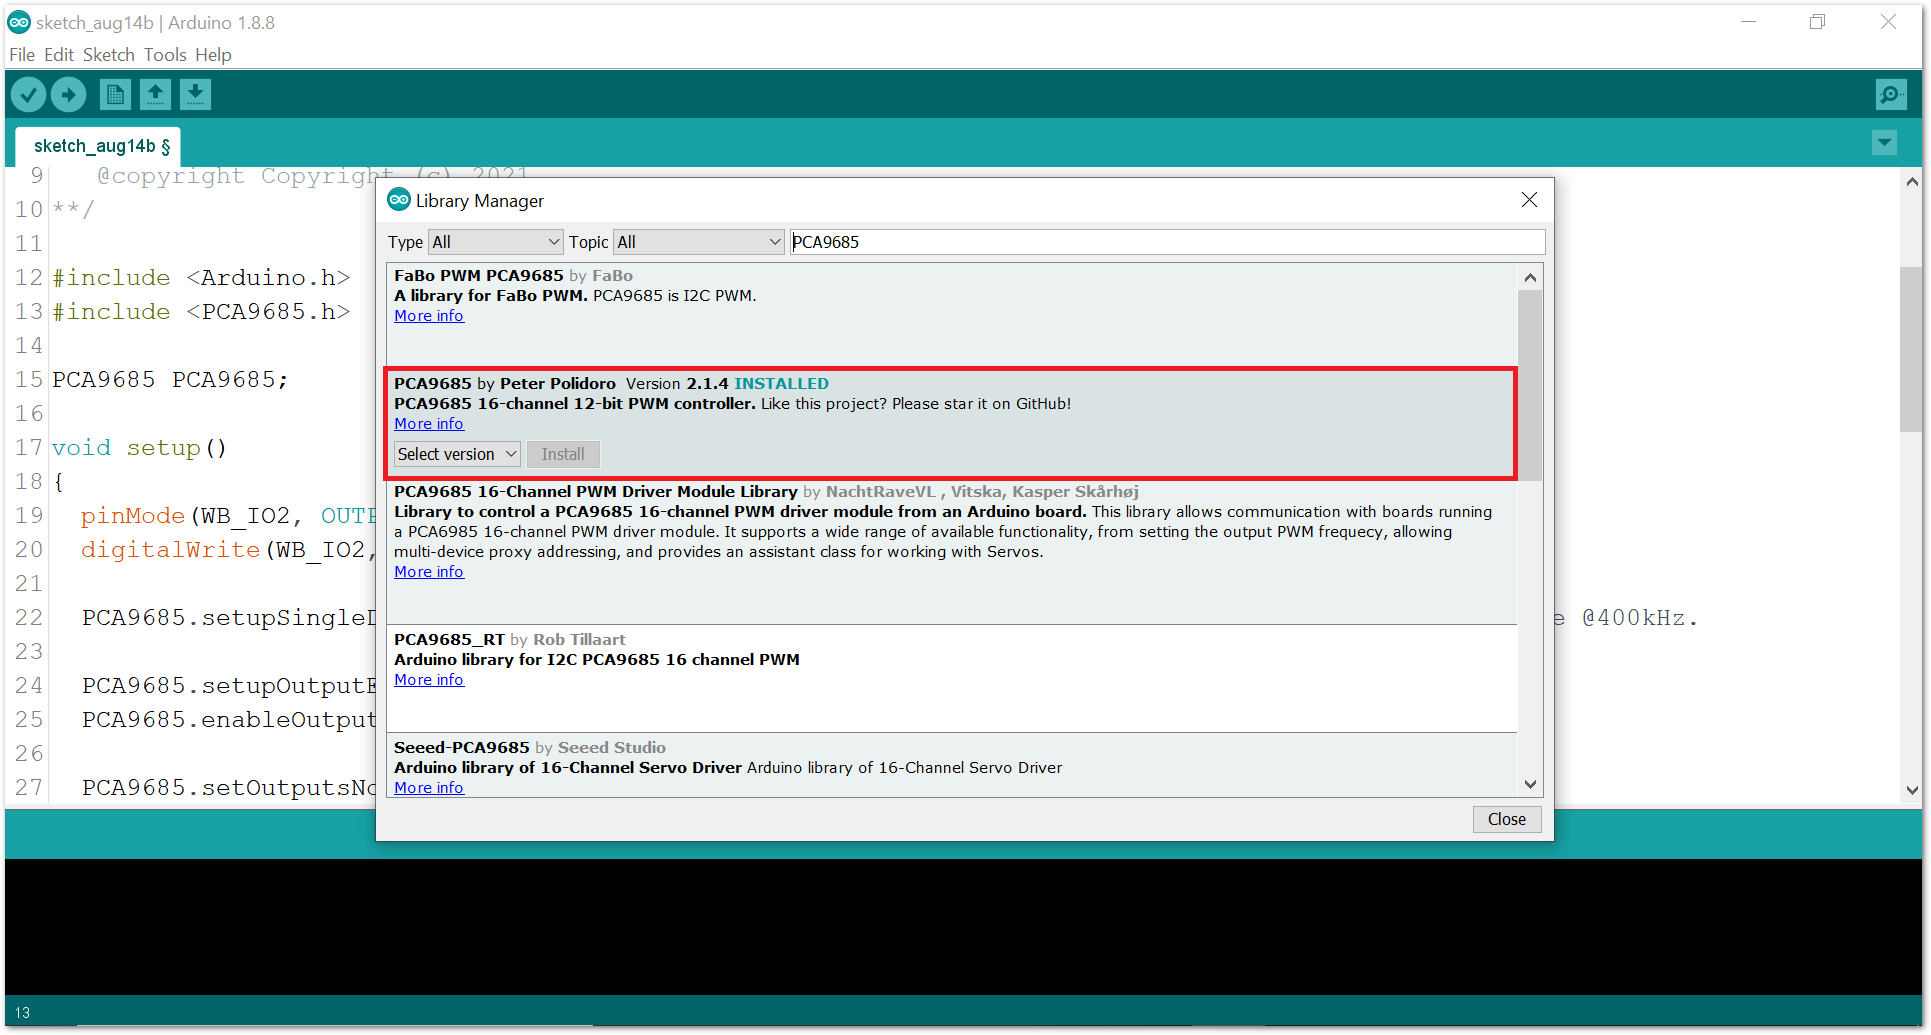 sketch_aug14b | Arduino 1.8.8
File Edit Sketch Tools Help
sketch_aug14b §
9 @copyright Copyright (c) 2021
10 **/
11
12 #include <Arduino.h>
13 #include <PCA9685.h>
14
15 PCA9685 PCA9685;
16
17 void setup()
18 {
19 pinMode(WB_IO2, OUTP
20 digitalWrite(WB_IO2,
21
22 PCA9685.setupSingleD
e @400kHz.
23
24 PCA9685.setupOutputE
25 PCA9685.enableOutput
26
27 PCA9685.setOutputsNo
Library Manager
Type All Topic All PCA9685
FaBo PWM PCA9685 by FaBo
A library for FaBo PWM. PCA9685 is I2C PWM.
More info
PCA9685 by Peter Polidoro Version 2.1.4 INSTALLED
PCA9685 16-channel 12-bit PWM controller. Like this project? Please star it on GitHub!
More info
Select version Install
PCA9685 16-Channel PWM Driver Module Library by NachtRaveVL , Vitska, Kasper Skårhøj
Library to control a PCA9685 16-channel PWM driver module from an Arduino board. This library allows communication with boards running
a PCA6985 16-channel PWM driver module. It supports a wide range of available functionality, from setting the output PWM frequecy, allowing
multi-device proxy addressing, and provides an assistant class for working with Servos.
More info
PCA9685_RT by Rob Tillaart
Arduino library for I2C PCA9685 16 channel PWM
More info
Seeed-PCA9685 by Seeed Studio
Arduino library of 16-Channel Servo Driver Arduino library of 16-Channel Servo Driver
More info
Close
13